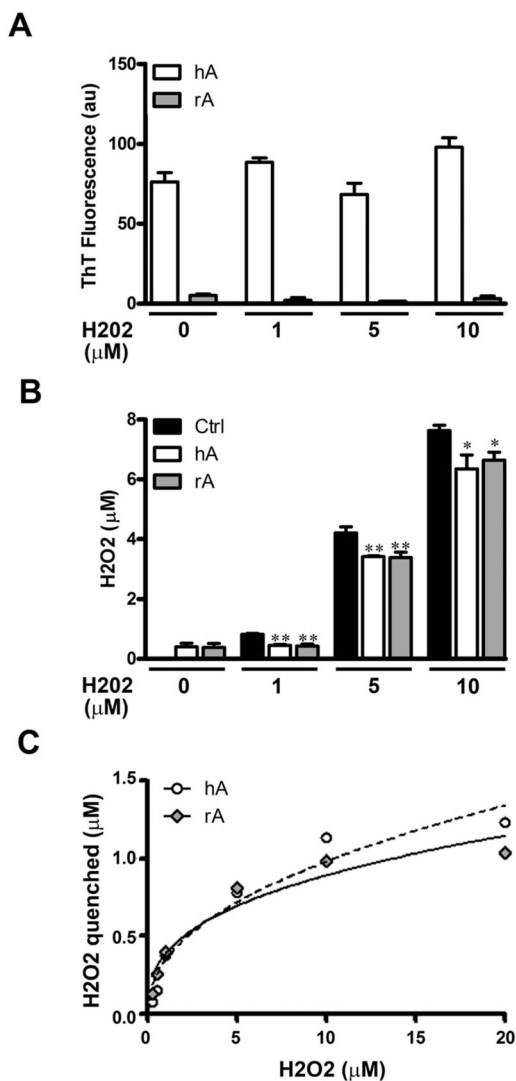 A
ThT Fluorescence (au)
150
100
50
0
hA
rA
H202
(μM)
0 1 5 10
B
H2O2 (μM)
8
6
4
2
0
Ctrl
hA
rA
** ** ** ** * *
H202
(μM)
0 1 5 10
C
H2O2 quenched (μM)
1.5
1.0
0.5
0.0
hA
rA
0 5 10 15 20
H2O2 (μM)